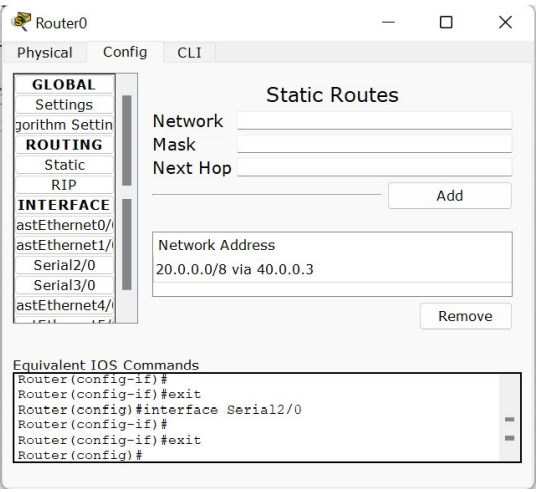 Router0
Physical Config CLI
GLOBAL
Settings
gorithm Settin
ROUTING
Static
RIP
INTERFACE
astEthernet0/
astEthernet1/
Serial2/0
Serial3/0
astEthernet4/
Static Routes
Network
Mask
Next Hop
Add
Network Address
20.0.0.0/8 via 40.0.0.3
Remove
Equivalent IOS Commands
Router(config-if)#
Router(config-if)#exit
Router(config)#interface Serial2/0
Router(config-if)#
Router(config-if)#exit
Router(config)#